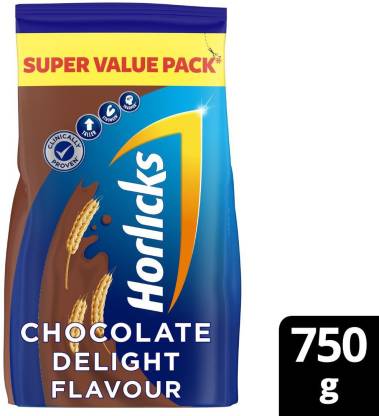 SUPER VALUE PACK*
CLINICALLY
PROVEN
TALLER
STRONGER
SHARPER
Horlicks
CHOCOLATE
DELIGHT
FLAVOUR
750
g